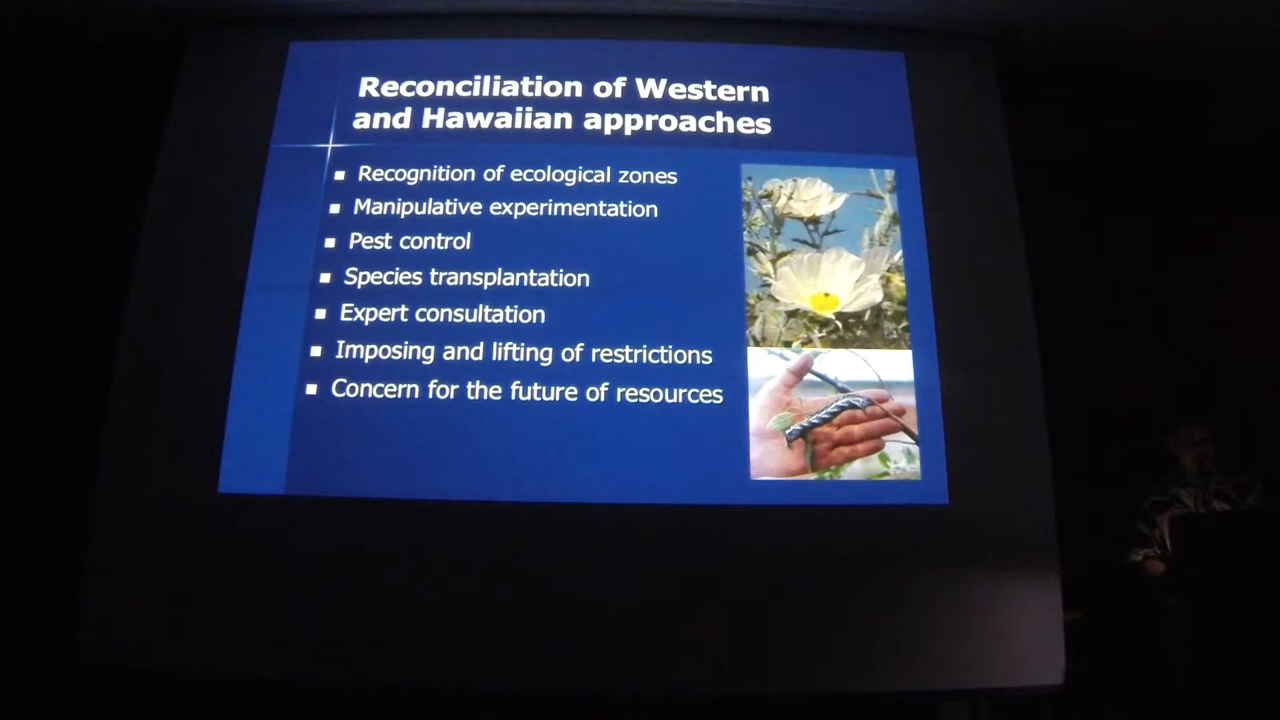 Reconciliation of Western
and Hawaiian approaches
Recognition of ecological zones
Manipulative experimentation
Pest control
Species transplantation
Expert consultation
Imposing and lifting of restrictions
Concern for the future of resources